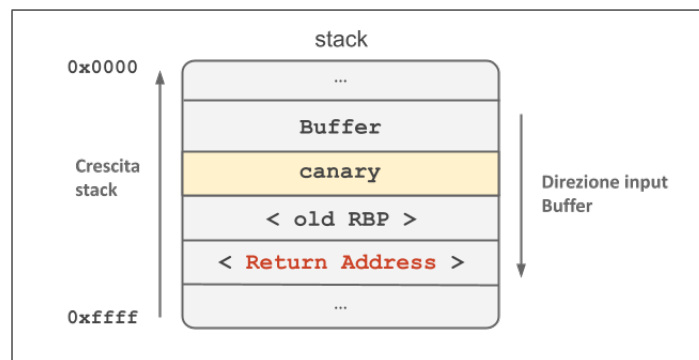 stack
0x0000
…
Buffer
canary
Crescita
stack
Direzione input
Buffer
< old RBP >
< Return Address >
0xffff
…